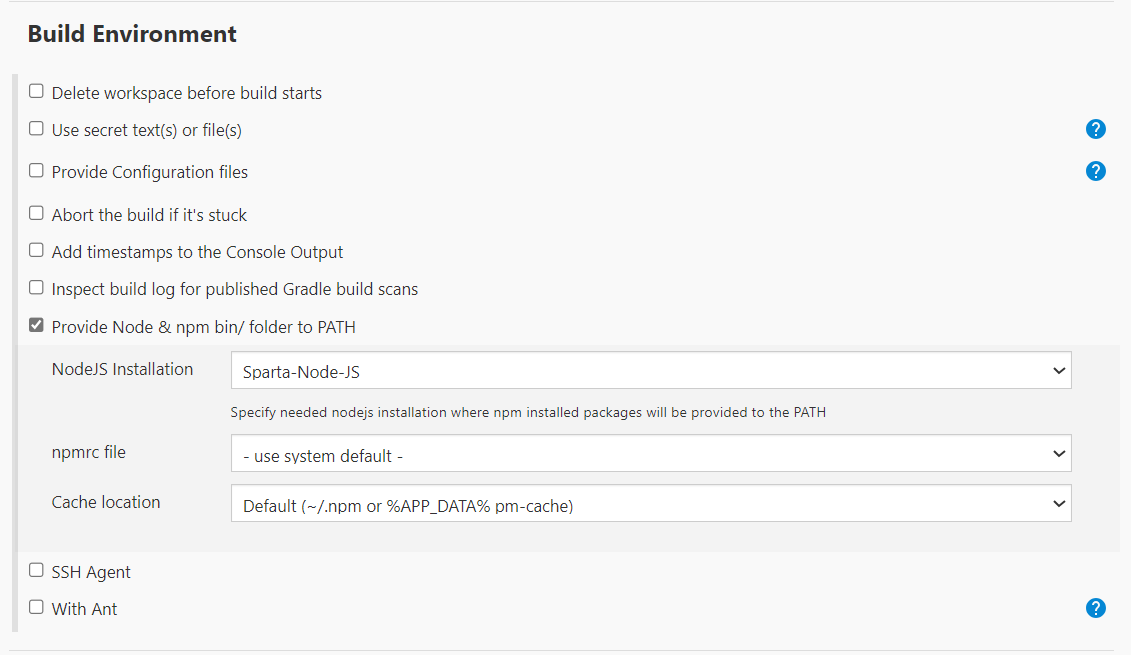 Build Environment
Delete workspace before build starts
Use secret text(s) or file(s)
?
Provide Configuration files
?
Abort the build if it's stuck
Add timestamps to the Console Output
Inspect build log for published Gradle build scans
Provide Node & npm bin/ folder to PATH
NodeJS Installation
Sparta-Node-JS
Specify needed nodejs installation where npm installed packages will be provided to the PATH
npmrc file
- use system default -
Cache location
Default (~/.npm or %APP_DATA% pm-cache)
SSH Agent
With Ant
?